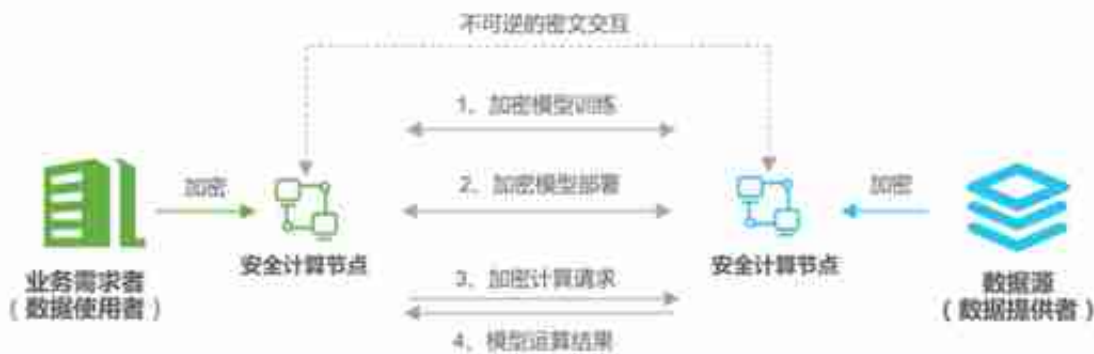 不可逆的密文交互
1、加密模型训练
加密
2、加密模型部署
加密
安全计算节点
安全计算节点
业务需求者
（数据使用者）
3、加密计算请求
数据源
（数据提供者）
4、模型运算结果